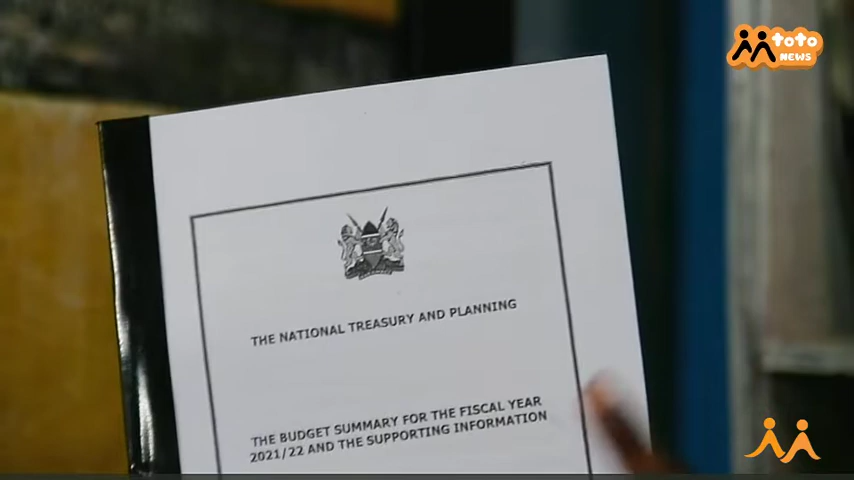 toto
NEWS
THE NATIONAL TREASURY AND PLANNING
THE BUDGET SUMMARY FOR THE FISCAL YEAR
2021/22 AND THE SUPPORTING INFORMATION